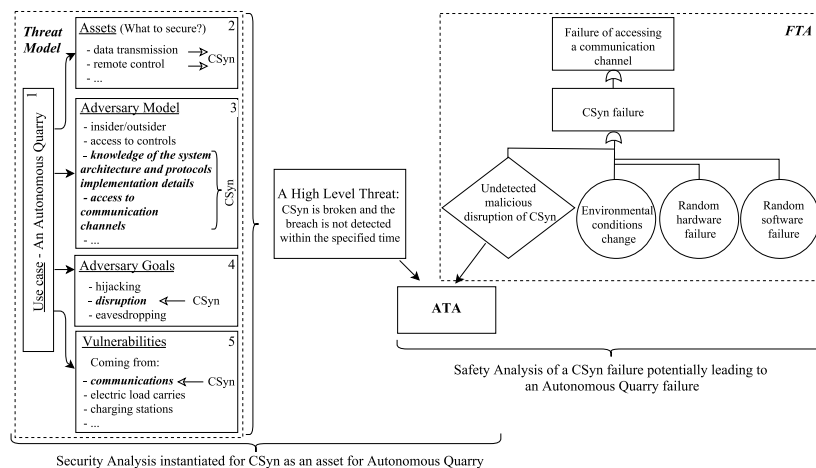 Threat
Model
1
Use case - An Autonomous Quarry
2
Assets (What to secure?)
- data transmission
- remote control
- ...
CSyn
3
Adversary Model
- insider/outsider
- access to controls
- knowledge of the system
architecture and protocols
implementation details
- access to
communication
channels
- ...
CSyn
4
Adversary Goals
- hijacking
- disruption
- eavesdropping
CSyn
5
Vulnerabilities
Coming from:
- communications
- electric load carries
- charging stations
- ...
CSyn
A High Level Threat:
CSyn is broken and the
breach is not detected
within the specified time
FTA
Failure of accessing
a communication
channel
CSyn failure
Undetected
malicious
disruption of CSyn
Environmental
conditions
change
Random
hardware
failure
Random
software
failure
ATA
Safety Analysis of a CSyn failure potentially leading to
an Autonomous Quarry failure
Security Analysis instantiated for CSyn as an asset for Autonomous Quarry